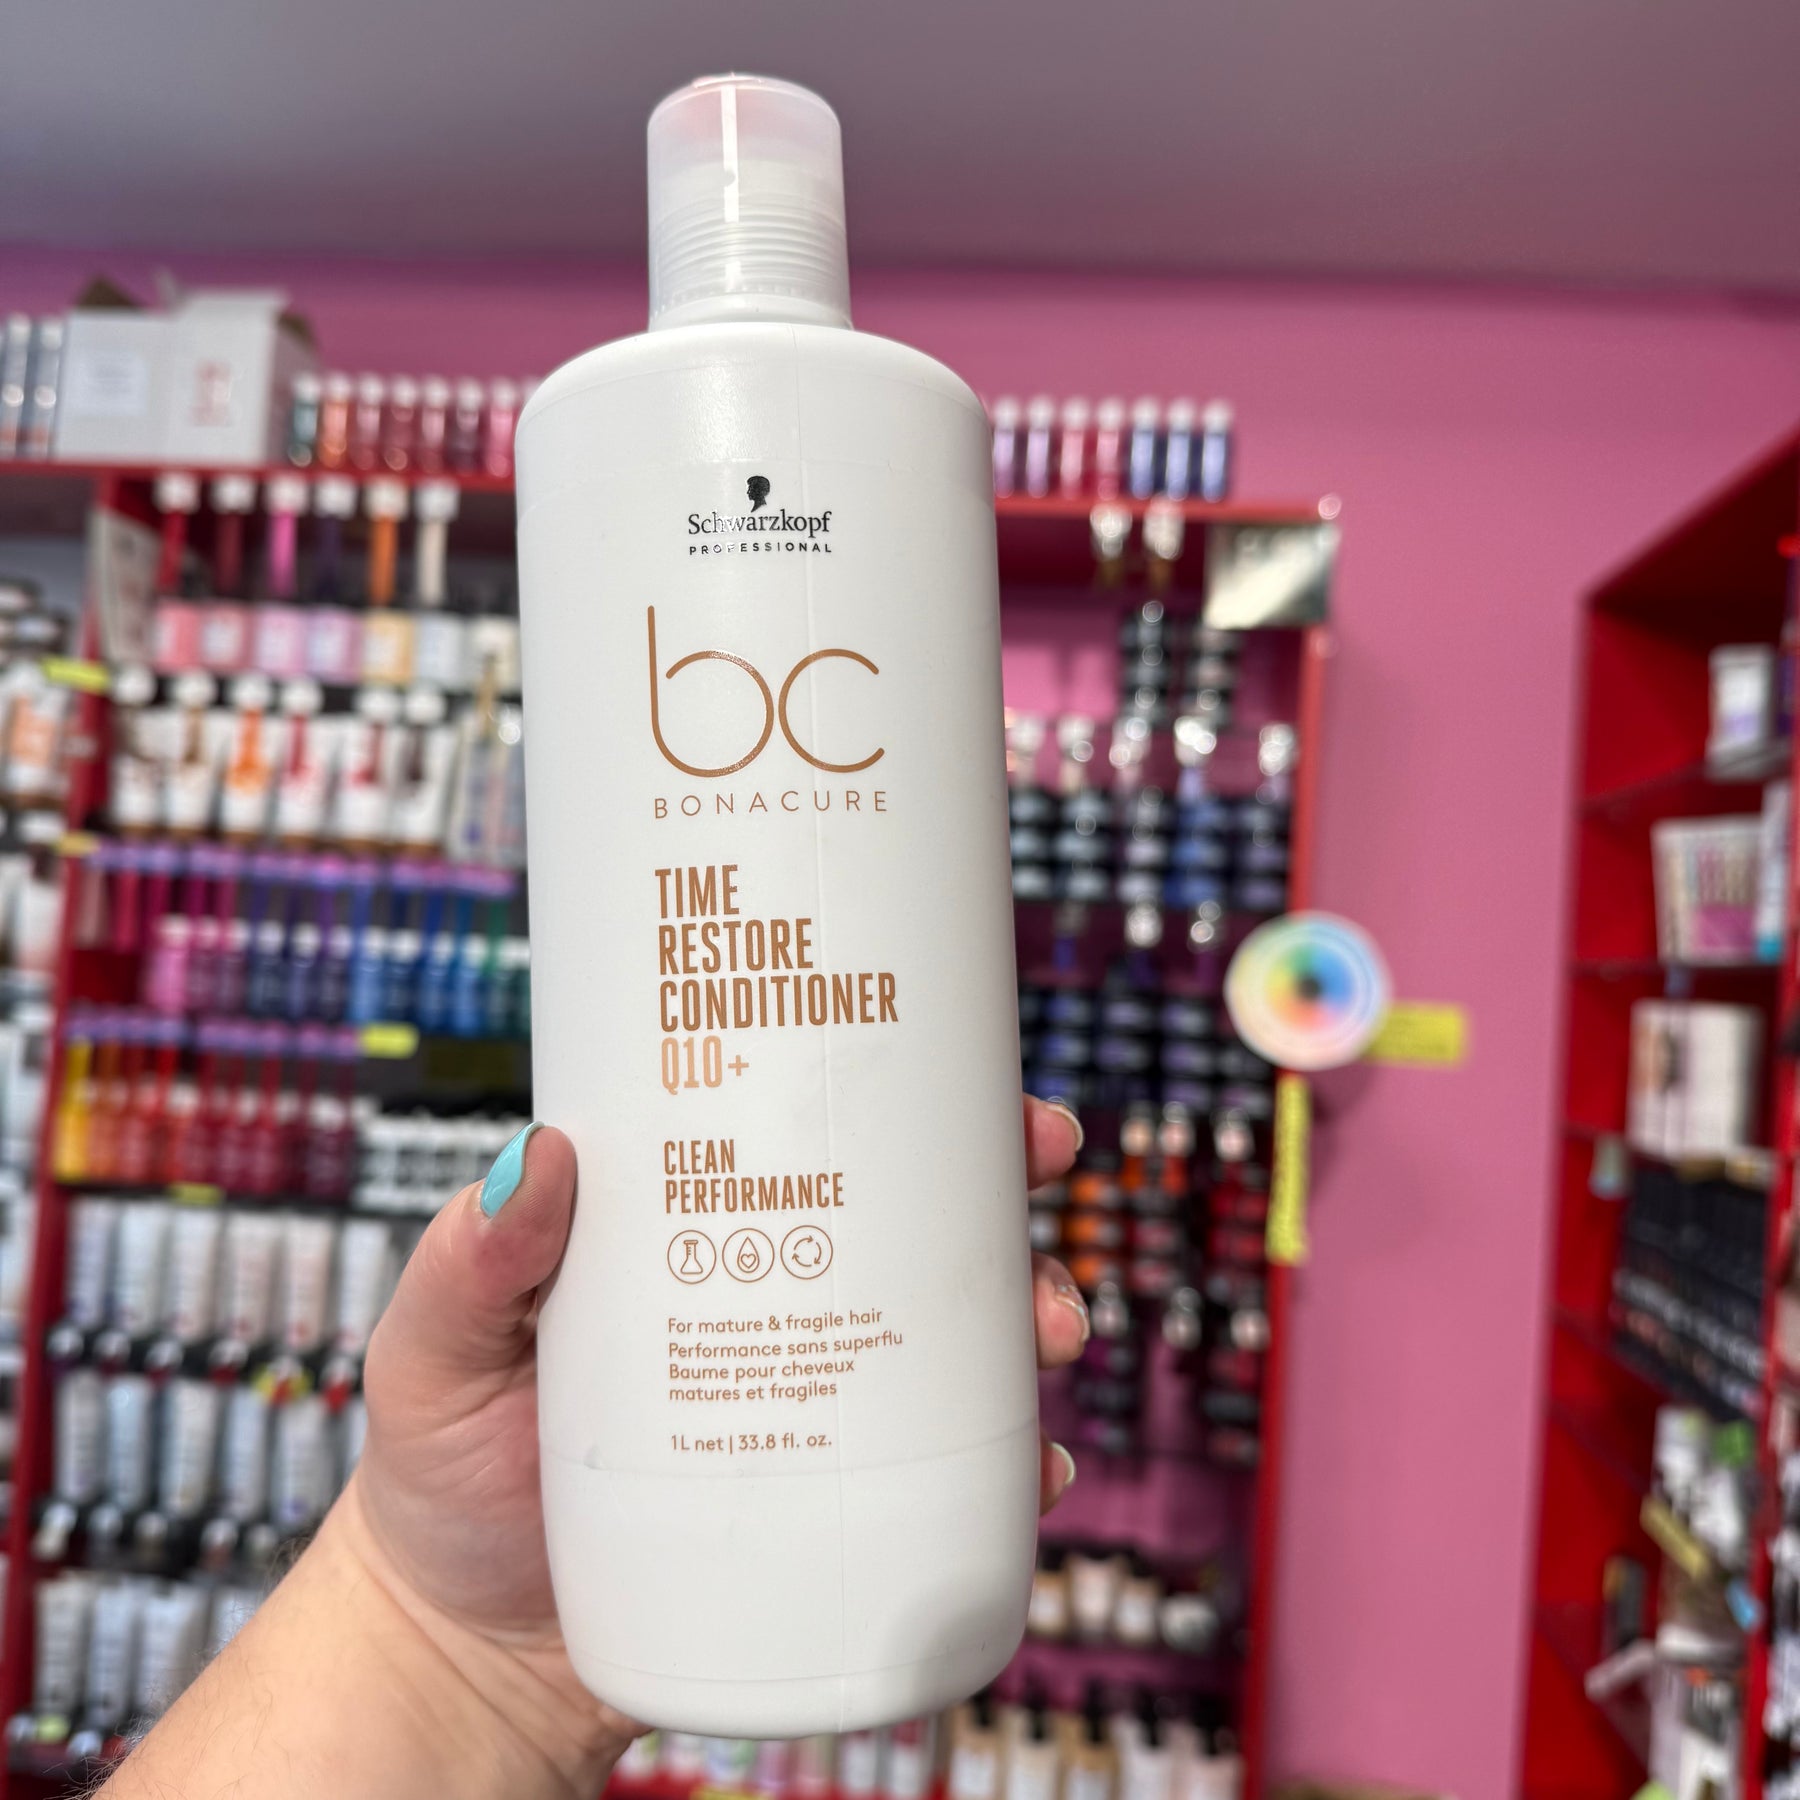 Schwarzkopf
PROFESSIONAL
bc
BONACURE
TIME
RESTORE
CONDITIONER
Q10+
CLEAN
PERFORMANCE
For mature & fragile hair
Performance sans superflu
Baume pour cheveux
matures et fragiles
1L net | 33.8 fl. oz.